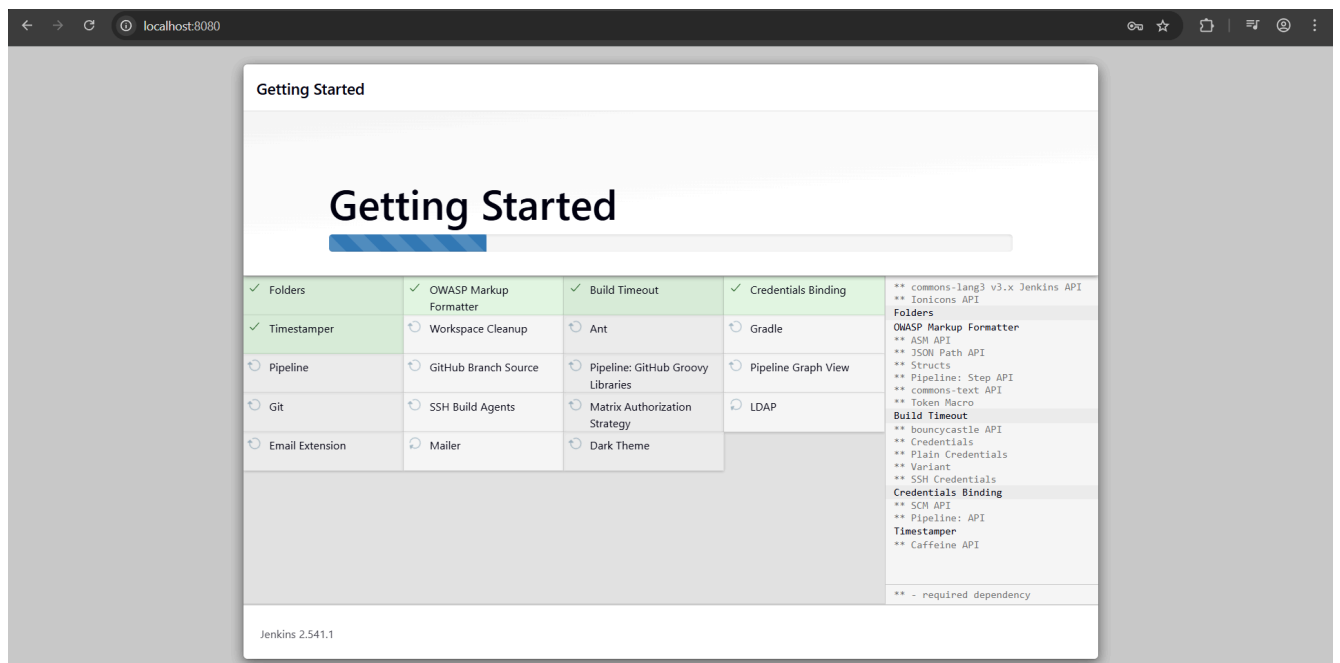 localhost:8080
Getting Started
Getting Started
Folders
OWASP Markup
Formatter
Build Timeout
Credentials Binding
Timestamper
Workspace Cleanup
Ant
Gradle
Pipeline
GitHub Branch Source
Pipeline: GitHub Groovy
Libraries
Pipeline Graph View
Git
SSH Build Agents
Matrix Authorization
Strategy
LDAP
Email Extension
Mailer
Dark Theme
** commons-lang3 v3.x Jenkins API
** Ionicons API
Folders
OWASP Markup Formatter
** ASM API
** JSON Path API
** Structs
** Pipeline: Step API
** commons-text API
** Token Macro
Build Timeout
** bouncycastle API
** Credentials
** Plain Credentials
** Variant
** SSH Credentials
Credentials Binding
** SCM API
** Pipeline: API
Timestamper
** Caffeine API
** - required dependency
Jenkins 2.541.1